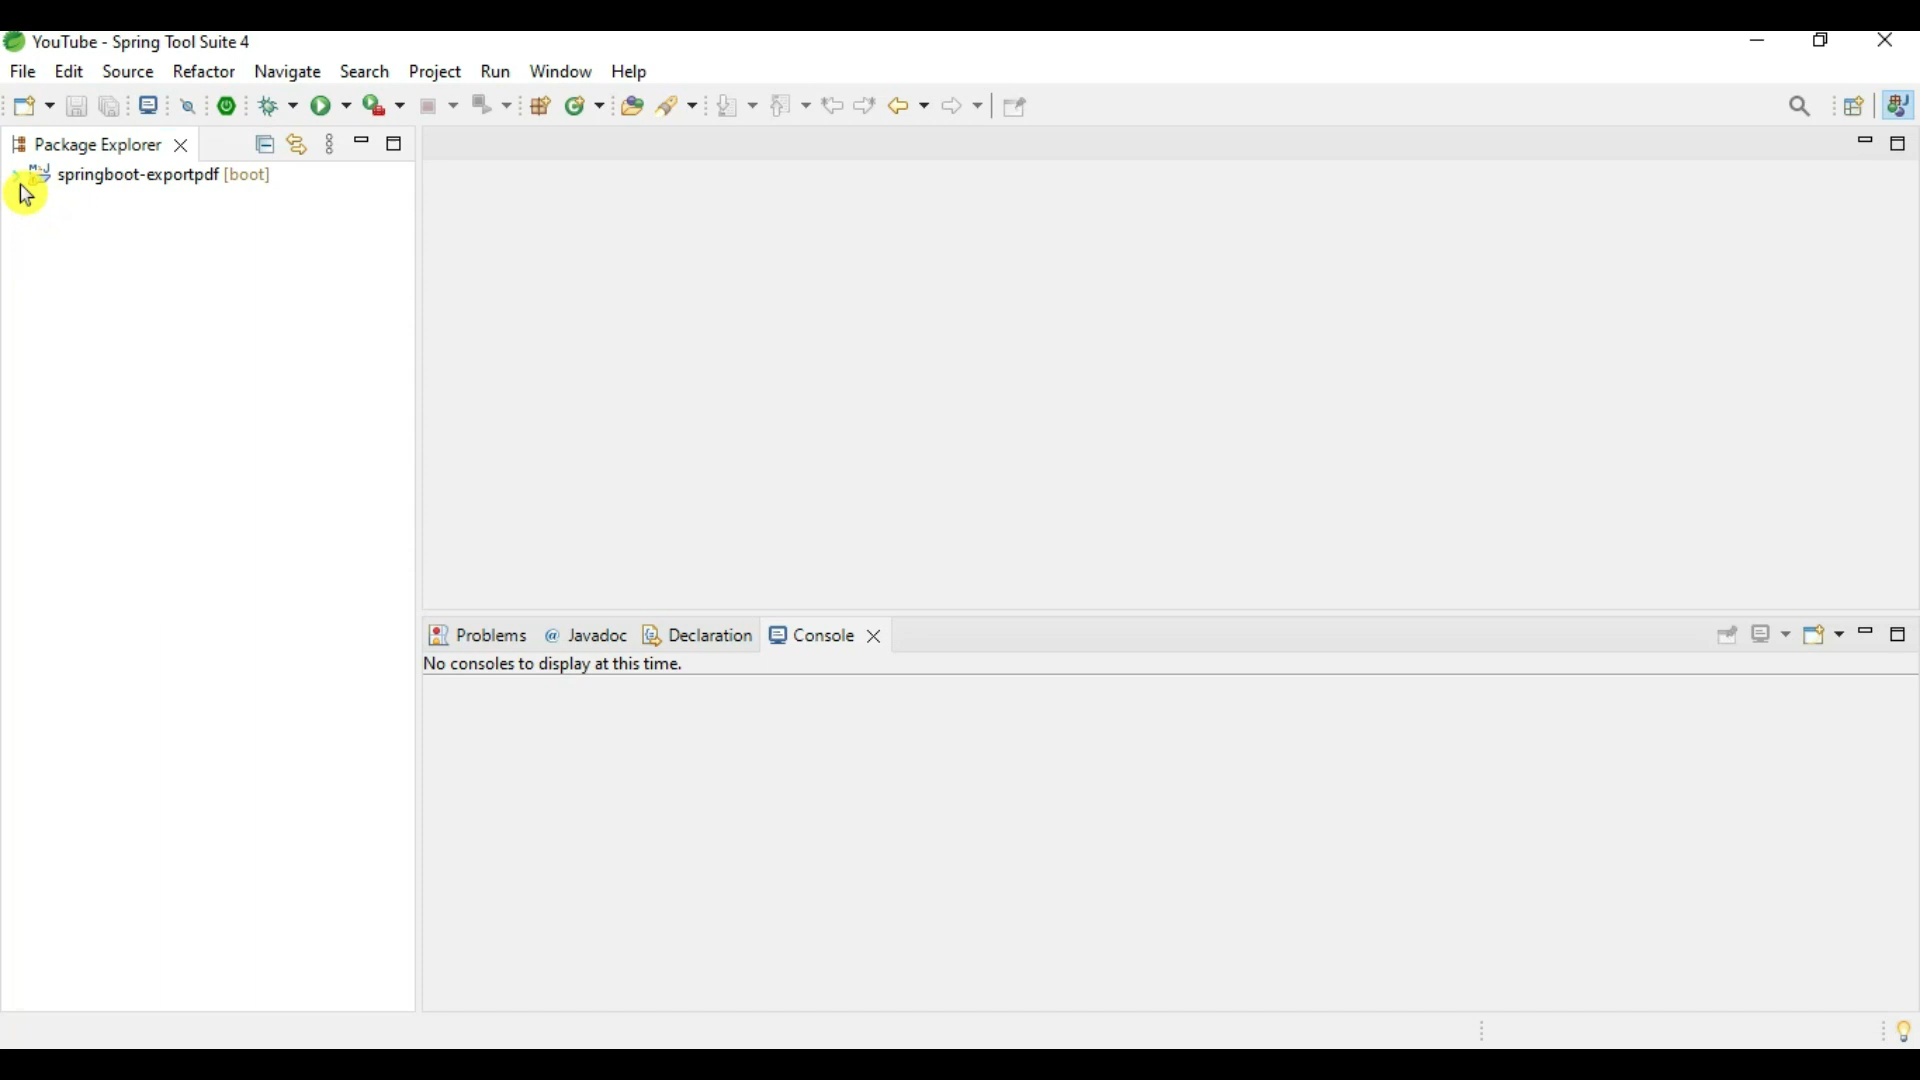 YouTube - Spring Tool Suite 4
File Edit Source Refactor Navigate Search Project Run Window Help
Package Explorer
springboot-exportpdf [boot]
Problems @ Javadoc Declaration Console
No consoles to display at this time.